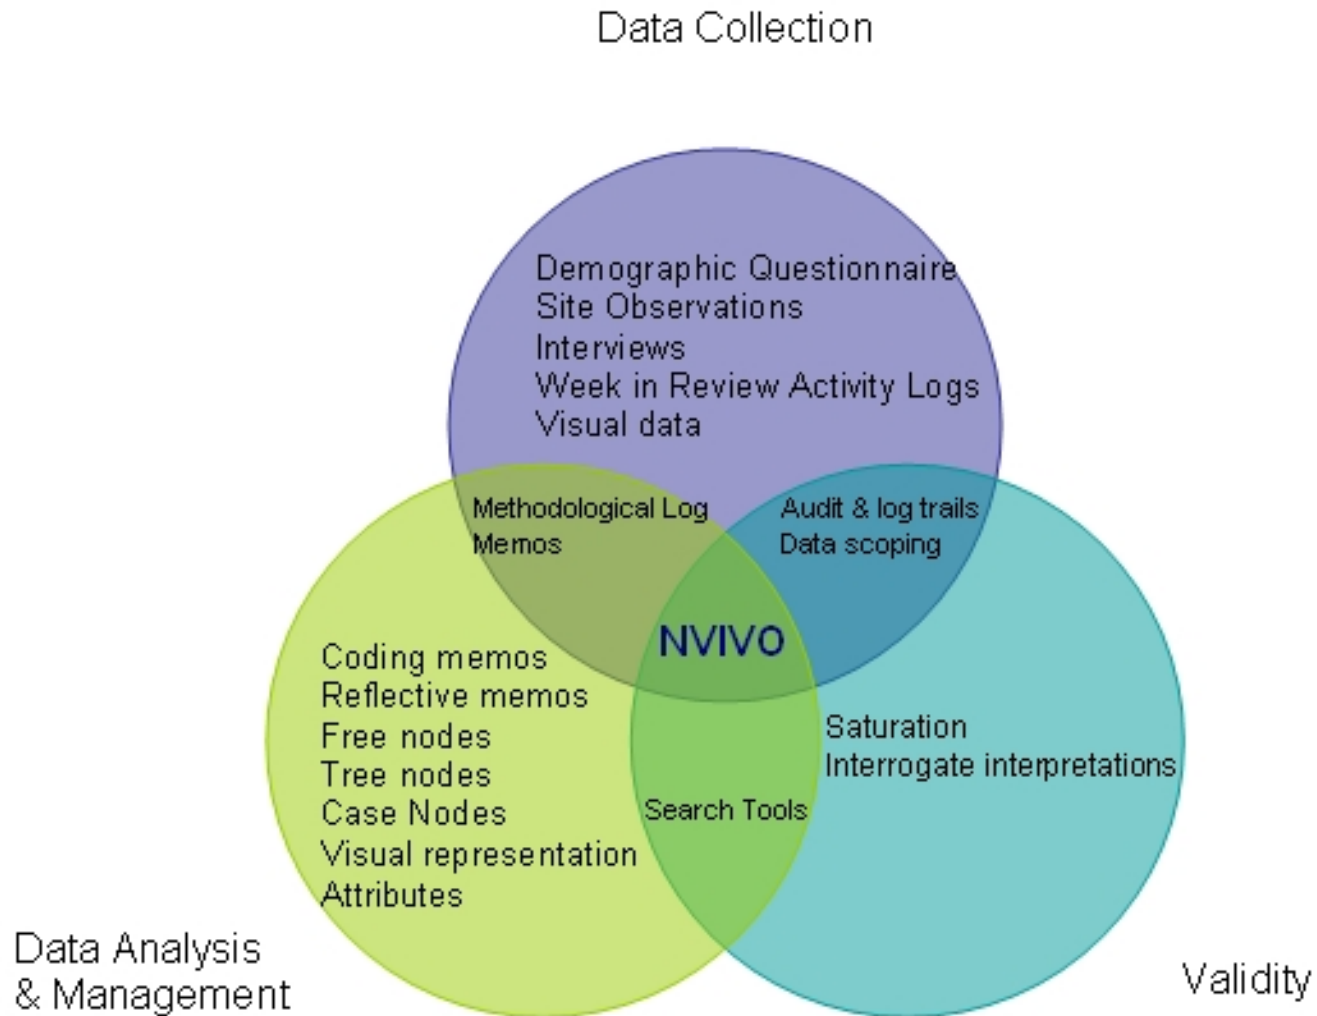 Data Collection
Demographic Questionnaire
Site Observations
Interviews
Week in Review Activity Logs
Visual data
Methodological Log
Memos
Audit & log trails
Data scoping
NVIVO
Coding memos
Reflective memos
Free nodes
Tree nodes
Case Nodes
Visual representation
Attributes
Saturation
Interrogate interpretations
Search Tools
Data Analysis
& Management
Validity